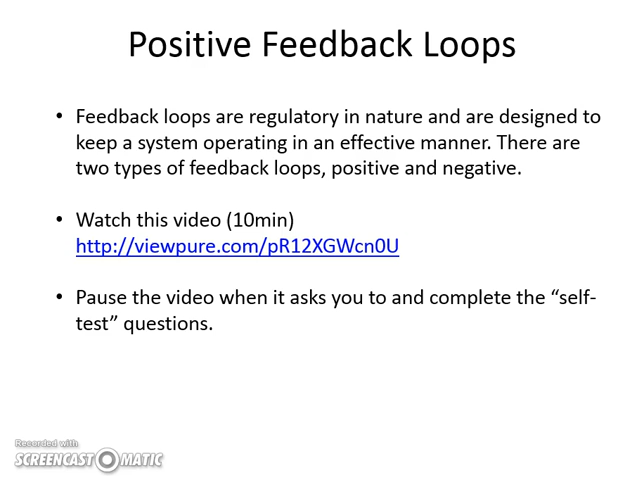 Positive Feedback Loops
• Feedback loops are regulatory in nature and are designed to
keep a system operating in an effective manner. There are
two types of feedback loops, positive and negative.
• Watch this video (10min)
http://viewpure.com/pR12XGWcn0U
• Pause the video when it asks you to and complete the “self-
test” questions.
Recorded with
SCREENCAST MATIC